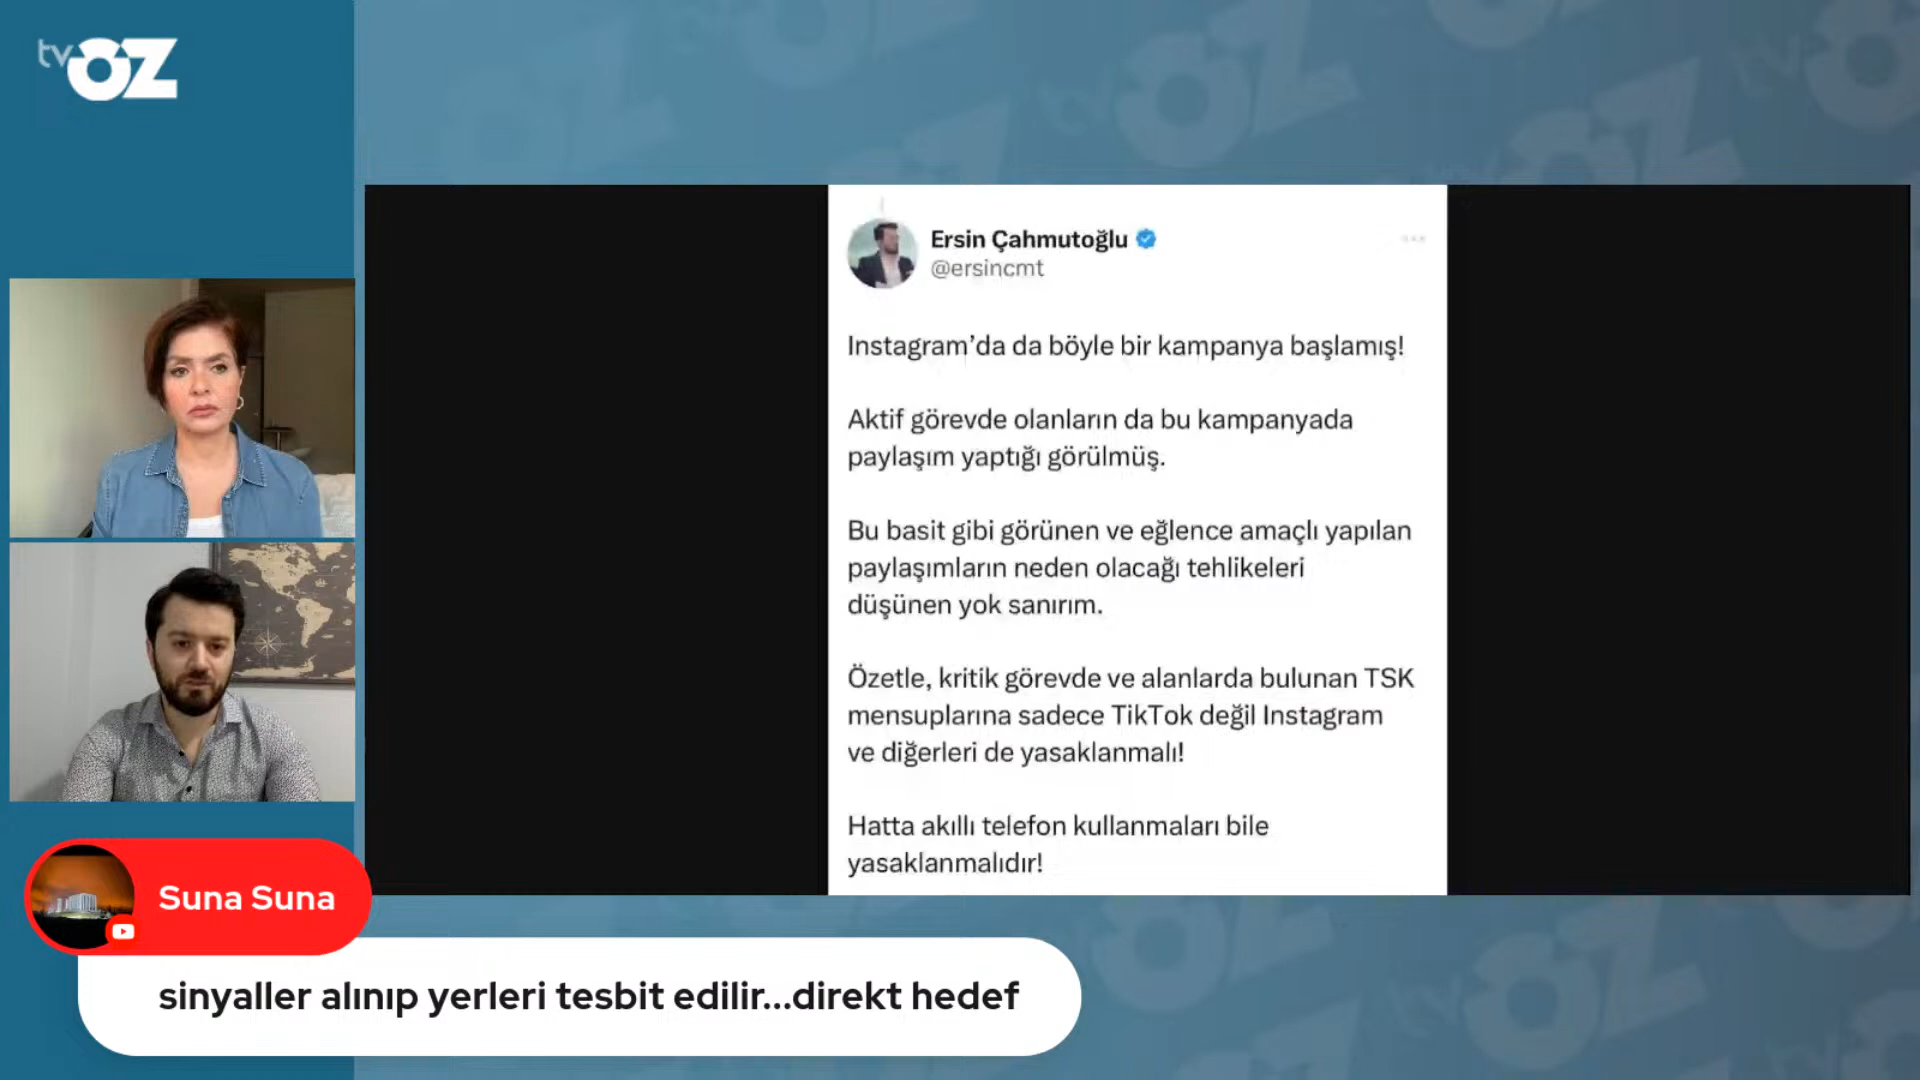 tv ÖZ
Ersin Çahmutoğlu
@ersincmt
Instagram’da da böyle bir kampanya başlamış!
Aktif görevde olanların da bu kampanyada
paylaşım yaptığı görülmüş.
Bu basit gibi görünen ve eğlence amaçlı yapılan
paylaşımların neden olacağı tehlikeleri
düşünen yok sanırım.
Özetle, kritik görevde ve alanlarda bulunan TSK
mensuplarına sadece TikTok değil Instagram
ve diğerleri de yasaklanmalı!
Hatta akıllı telefon kullanmaları bile
yasaklanmalıdır!
Suna Suna
sinyaller alınıp yerleri tesbit edilir...direkt hedef